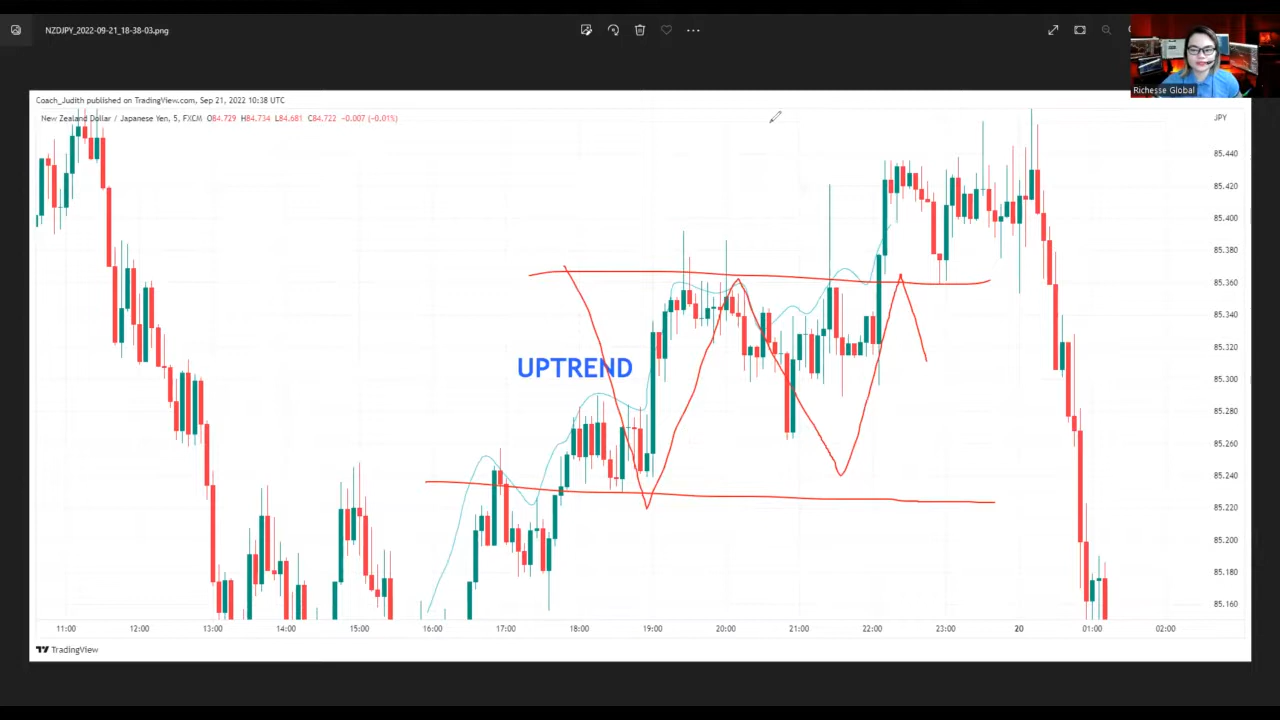 NZDJPY_2022-09-21_18-38-03.png
Richesse Global
Coach_Judith published on TradingView.com, Sep 21, 2022 10:38 UTC
New Zealand Dollar / Japanese Yen, 5, FXCM O84.729 H84.734 L84.681 C84.722 −0.007 (−0.01%)
JPY
85.440
85.420
85.400
85.380
85.360
85.340
85.320
85.300
85.280
85.260
85.240
85.220
85.200
85.180
85.160
UPTREND
11:00 12:00 13:00 14:00 15:00 16:00 17:00 18:00 19:00 20:00 21:00 22:00 23:00 20 01:00 02:00
TradingView